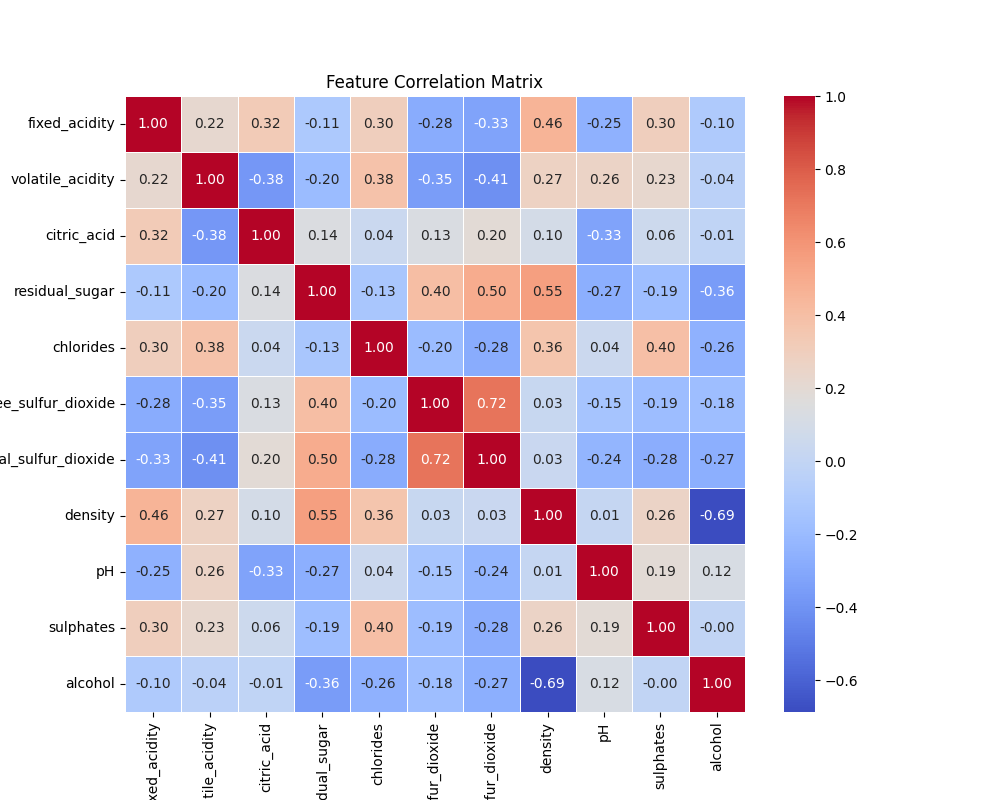 Feature Correlation Matrix
fixed_acidity 1.00 0.22 0.32 -0.11 0.30 -0.28 -0.33 0.46 -0.25 0.30 -0.10
volatile_acidity 0.22 1.00 -0.38 -0.20 0.38 -0.35 -0.41 0.27 0.26 0.23 -0.04
citric_acid 0.32 -0.38 1.00 0.14 0.04 0.13 0.20 0.10 -0.33 0.06 -0.01
residual_sugar -0.11 -0.20 0.14 1.00 -0.13 0.40 0.50 0.55 -0.27 -0.19 -0.36
chlorides 0.30 0.38 0.04 -0.13 1.00 -0.20 -0.28 0.36 0.04 0.40 -0.26
ee_sulfur_dioxide -0.28 -0.35 0.13 0.40 -0.20 1.00 0.72 0.03 -0.15 -0.19 -0.18
al_sulfur_dioxide -0.33 -0.41 0.20 0.50 -0.28 0.72 1.00 0.03 -0.24 -0.28 -0.27
density 0.46 0.27 0.10 0.55 0.36 0.03 0.03 1.00 0.01 0.26 -0.69
pH -0.25 0.26 -0.33 -0.27 0.04 -0.15 -0.24 0.01 1.00 0.19 0.12
sulphates 0.30 0.23 0.06 -0.19 0.40 -0.19 -0.28 0.26 0.19 1.00 -0.00
alcohol -0.10 -0.04 -0.01 -0.36 -0.26 -0.18 -0.27 -0.69 0.12 -0.00 1.00
xed_acidity
tile_acidity
citric_acid
dual_sugar
chlorides
fur_dioxide
fur_dioxide
density
pH
sulphates
alcohol
1.0
0.8
0.6
0.4
0.2
0.0
−0.2
−0.4
−0.6